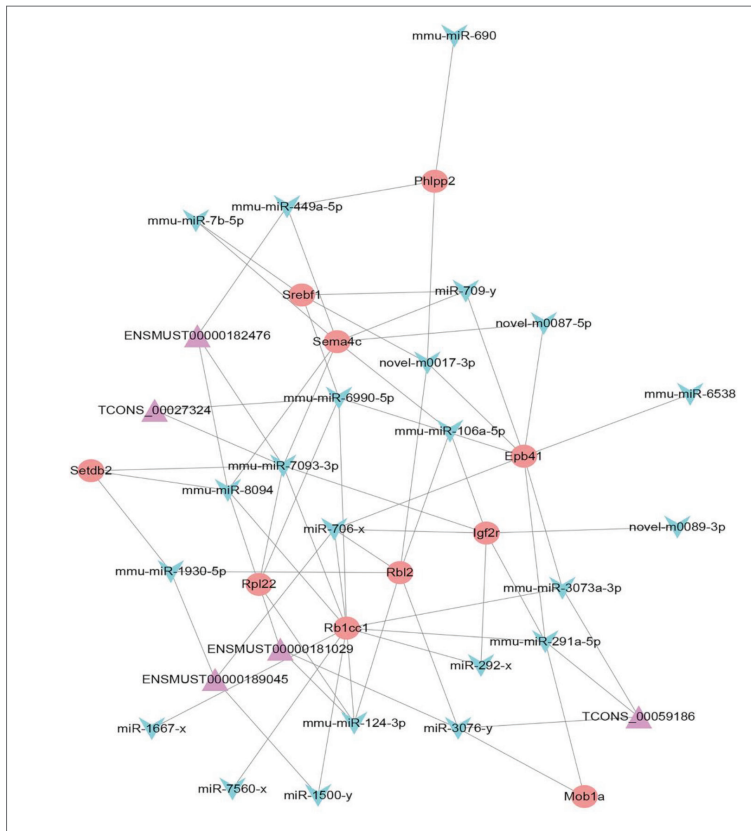 mmu-miR-690
Phlpp2
mmu-miR-449a-5p
mmu-miR-7b-5p
Srebf1
miR-709-y
novel-m0087-5p
ENSMUST00000182476
Sema4c
novel-m0017-3p
mmu-miR-6538
mmu-miR-6990-5p
TCONS_00027324
mmu-miR-106a-5p
Epb41
Setdb2
mmu-miR-7093-3p
mmu-miR-8094
miR-706-x
Igf2r
novel-m0089-3p
mmu-miR-1930-5p
Rpl22
Rbl2
mmu-miR-3073a-3p
Rb1cc1
ENSMUST00000181029
mmu-miR-291a-5p
miR-292-x
ENSMUST00000189045
miR-1667-x
mmu-miR-124-3p
miR-3076-y
TCONS_00059186
miR-7560-x
miR-1500-y
Mob1a